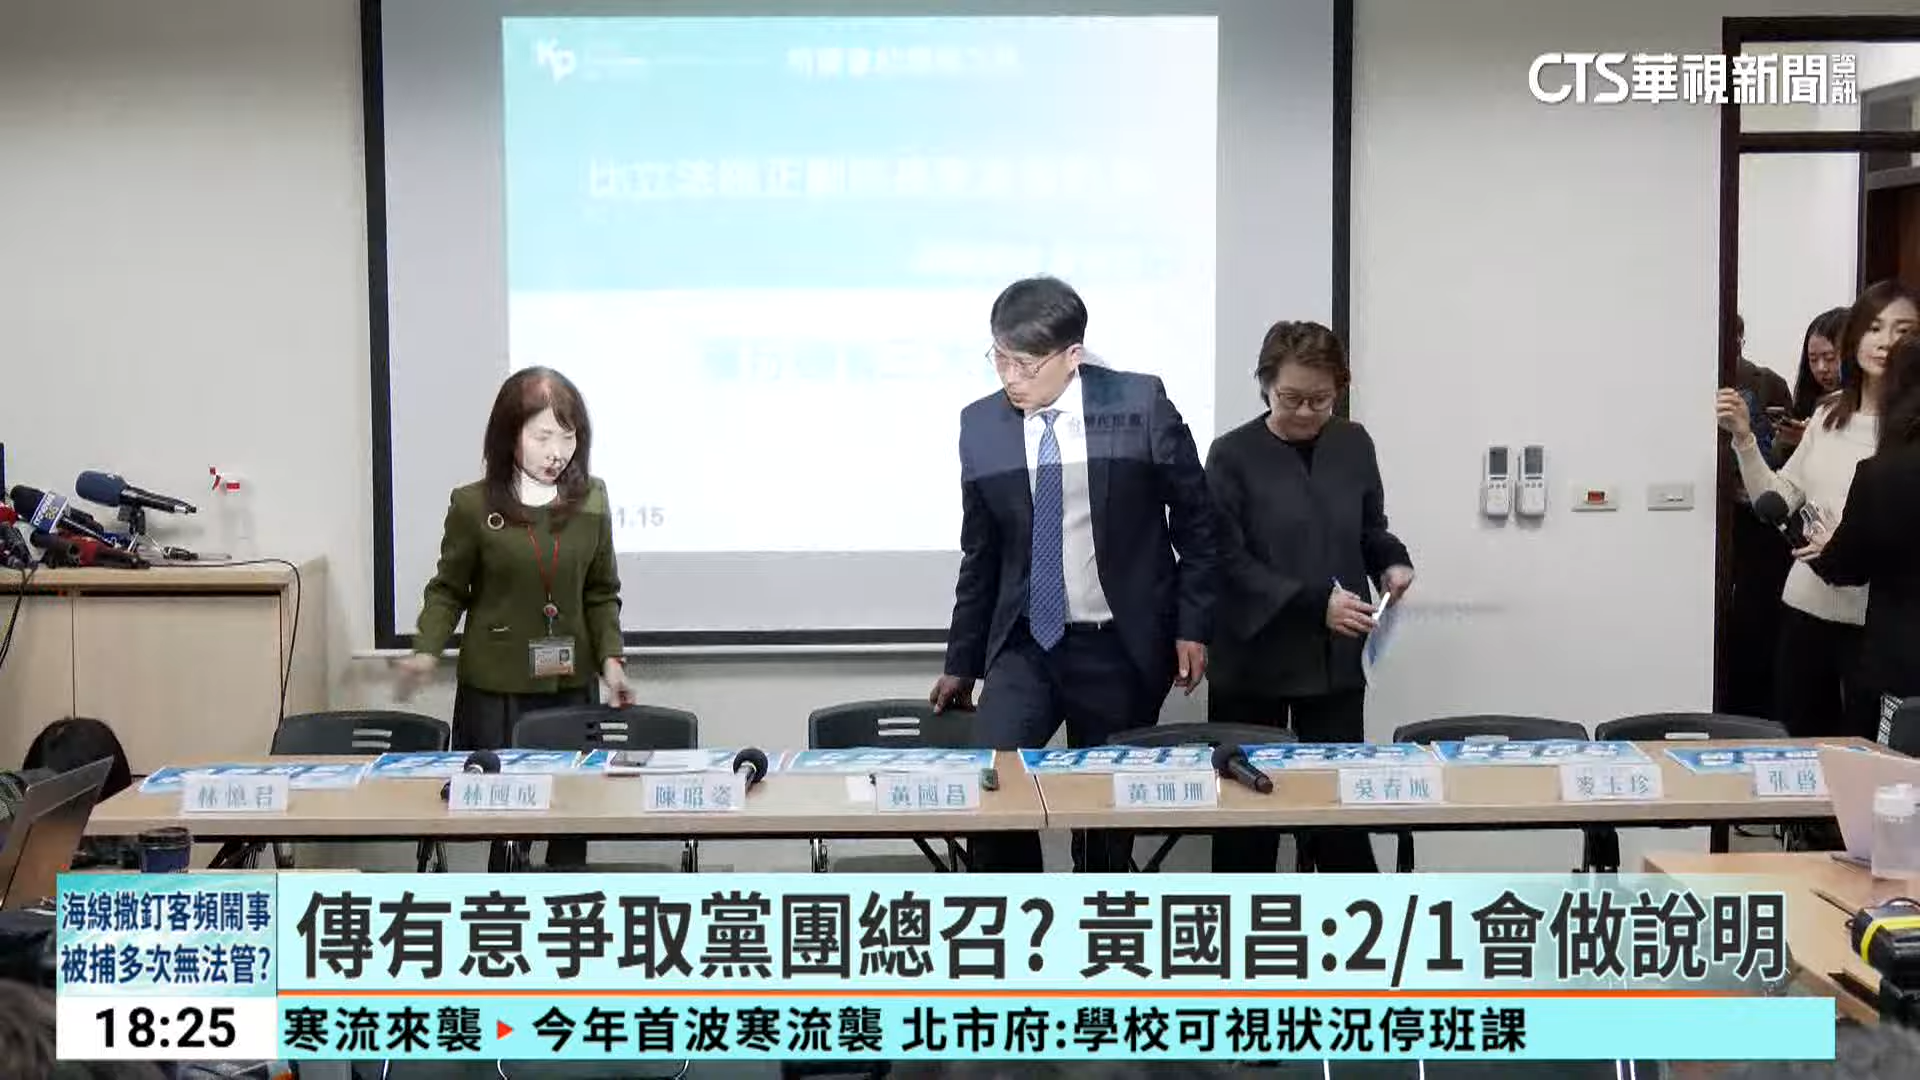 KP
CTS華視新聞資訊
1.15
林憶君
林國成
陳昭姿
黃國昌
黃珊珊
吳春城
麥玉珍
張啓
海線撒釘客頻鬧事
被捕多次無法管?
傳有意爭取黨團總召? 黃國昌:2/1會做說明
18:25
寒流來襲 今年首波寒流襲 北市府:學校可視狀況停班課